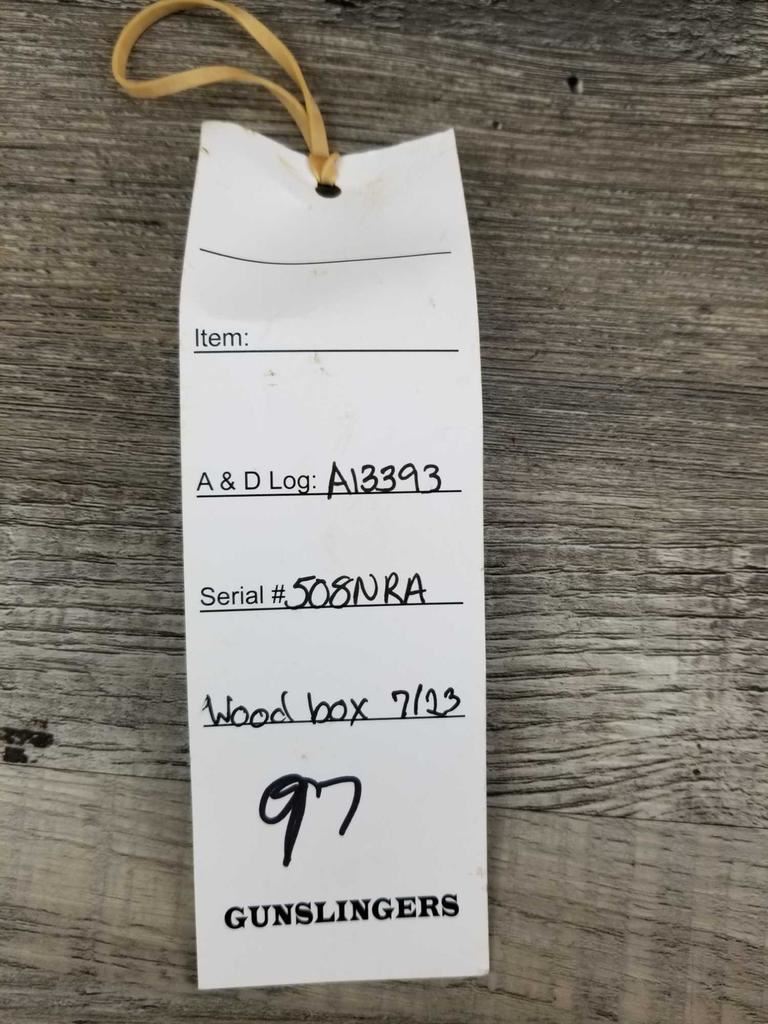 Item:
A & D Log: A13393
Serial # 508NRA
Wood box 7/23
97
GUNSLINGERS